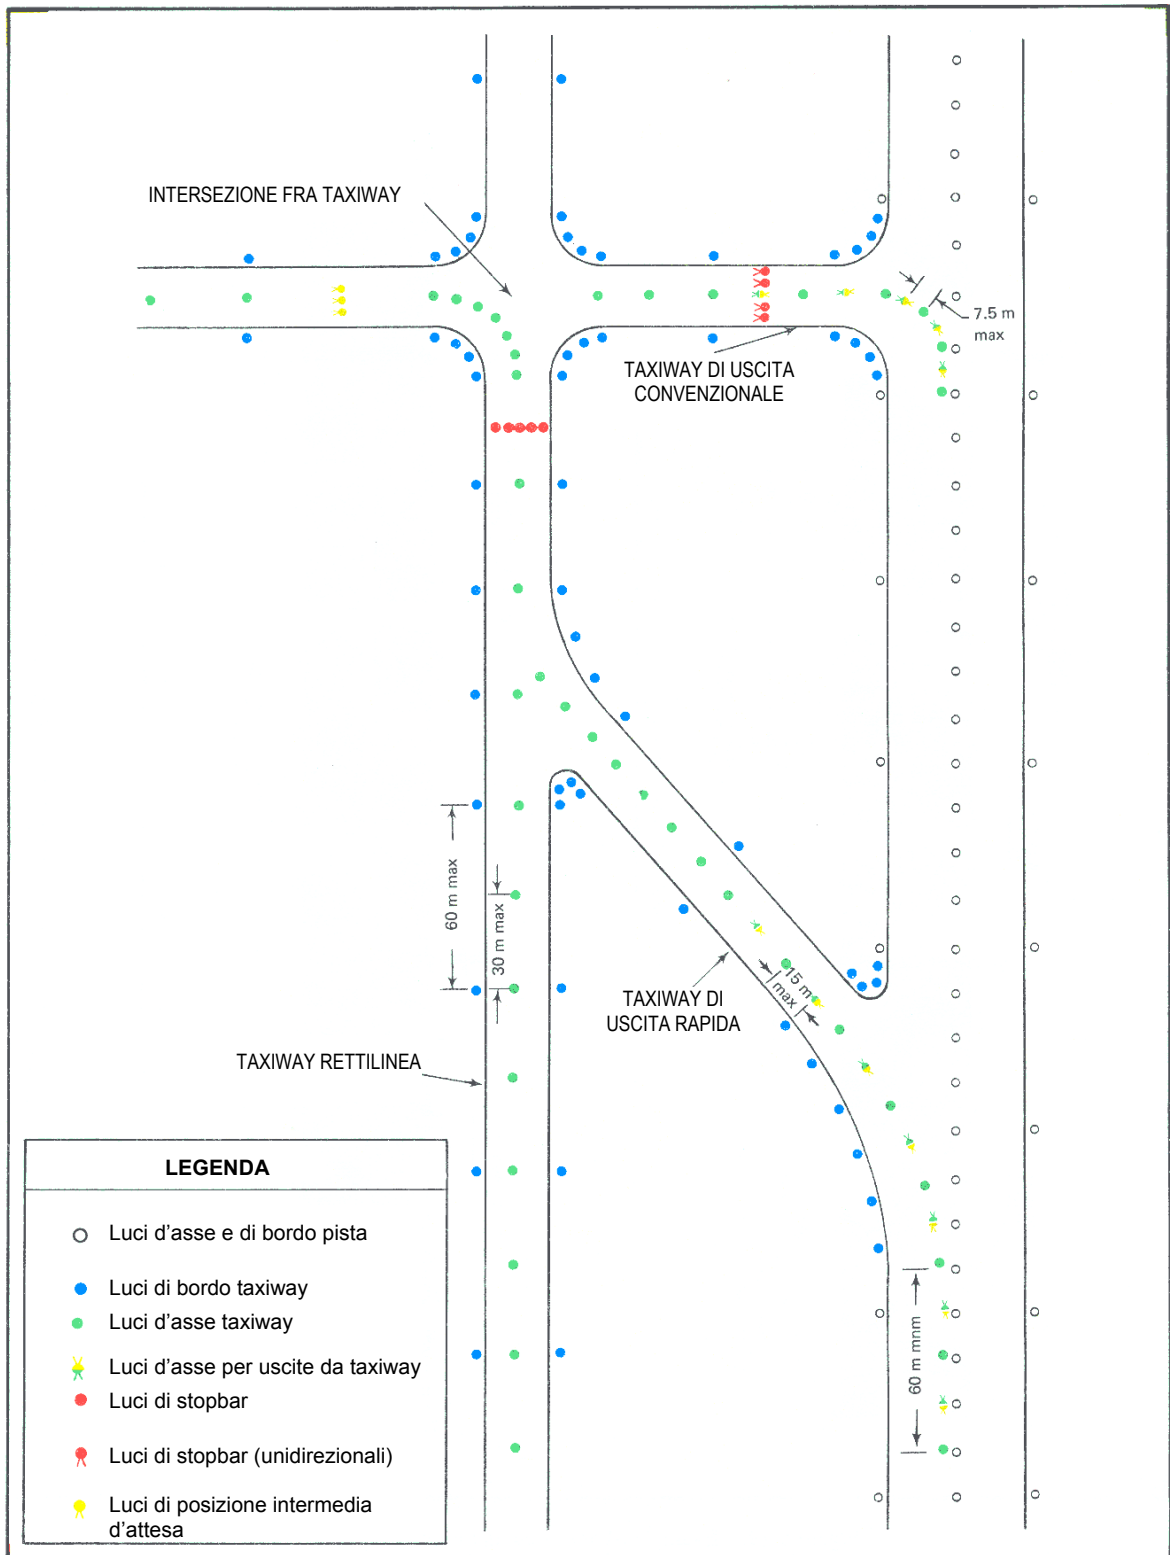 INTERSEZIONE FRA TAXIWAY
7.5 m
max
TAXIWAY DI USCITA
CONVENZIONALE
60 m max
30 m max
15 m
max
TAXIWAY DI
USCITA RAPIDA
TAXIWAY RETTILINEA
60 m mnm
LEGENDA
Luci d'asse e di bordo pista
Luci di bordo taxiway
Luci d'asse taxiway
Luci d'asse per uscite da taxiway
Luci di stopbar
Luci di stopbar (unidirezionali)
Luci di posizione intermedia
d'attesa